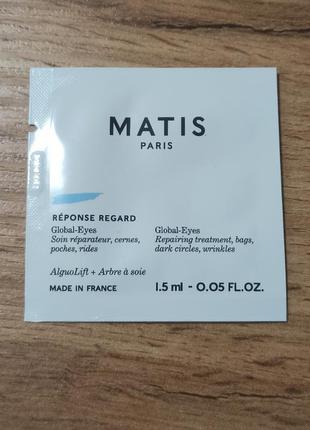 MATIS
PARIS
RÉPONSE REGARD
Global-Eyes
Soin réparateur, cernes,
poches, rides
Global-Eyes
Repairing treatment, bags,
dark circles, wrinkles
AlguoLift + Arbre à soie
MADE IN FRANCE
1.5 ml - 0.05 FL.OZ.